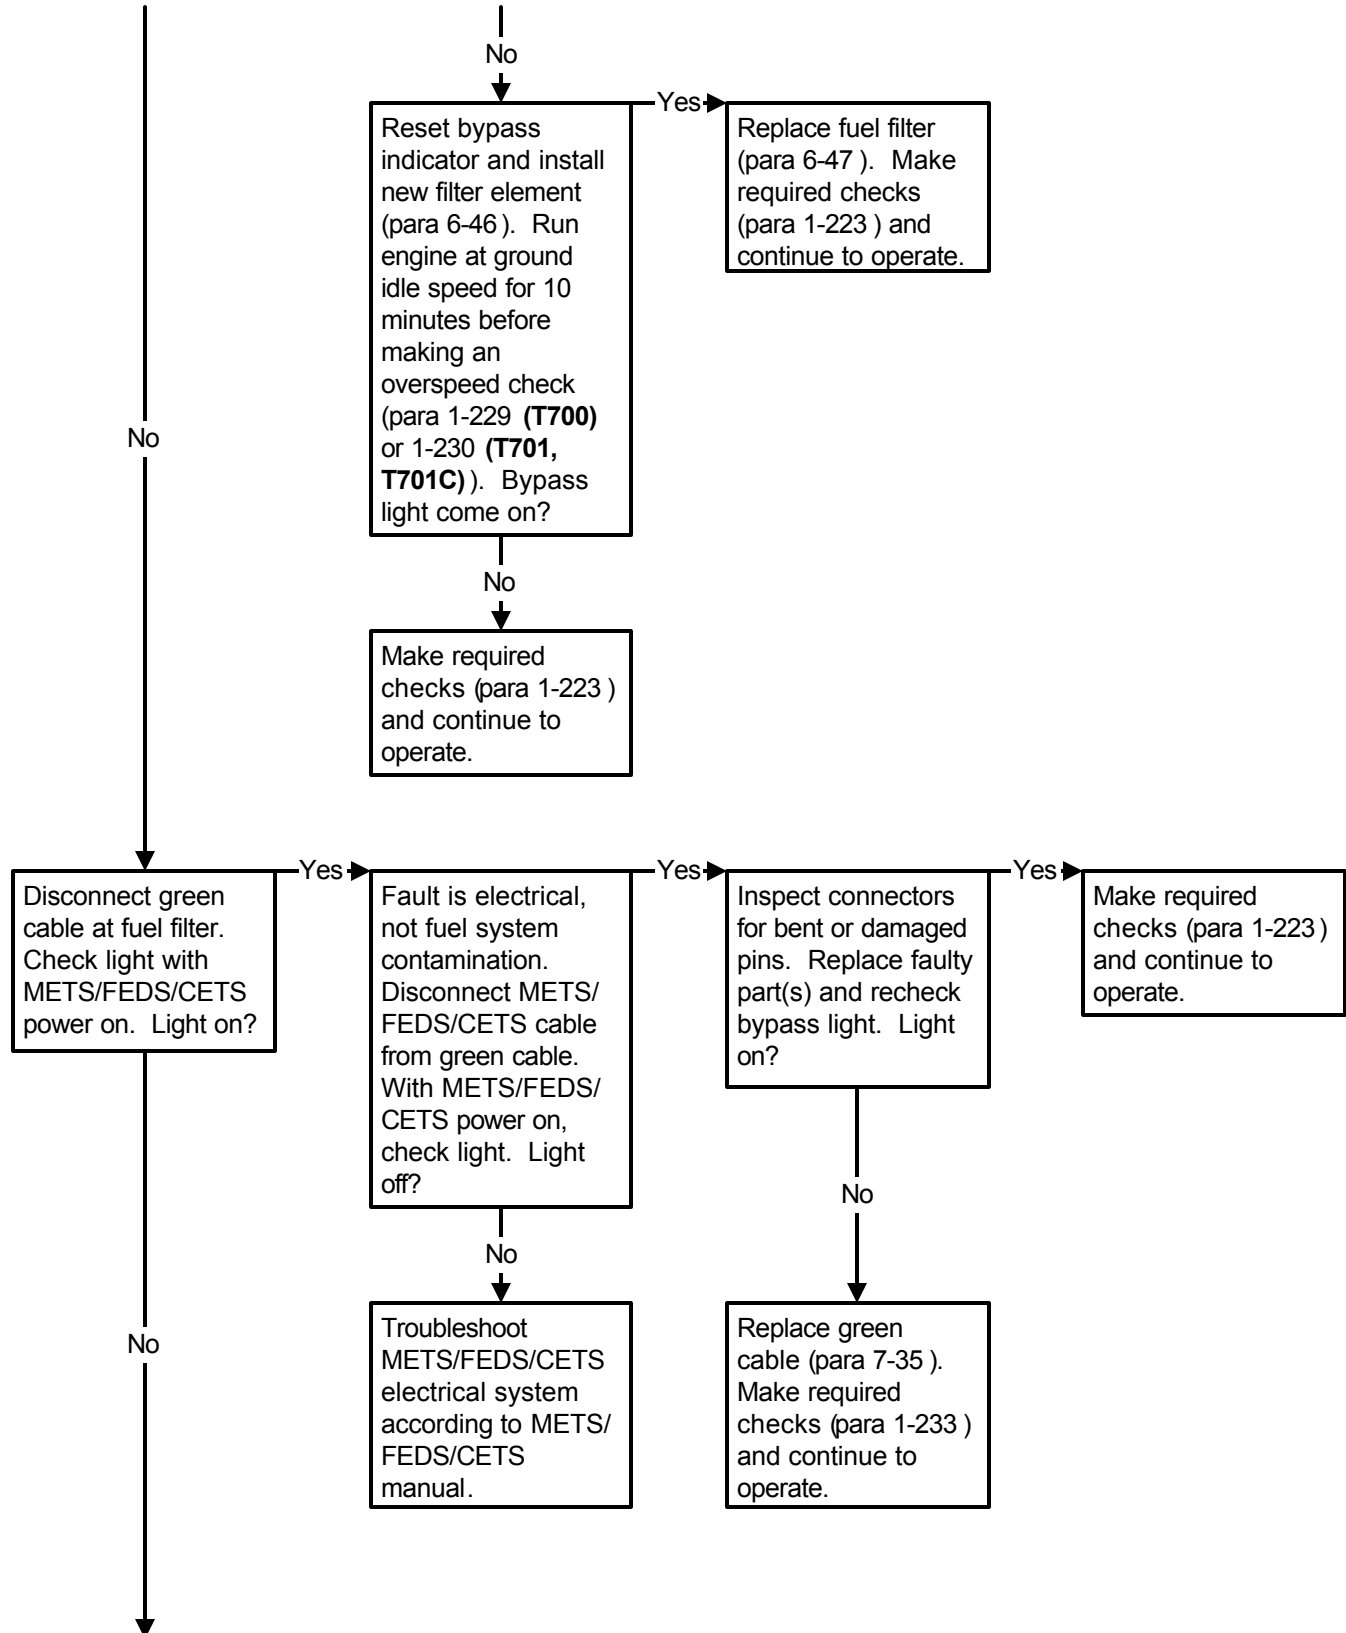 No
Reset bypass
indicator and install
new filter element
(para 6-46 ). Run
engine at ground
idle speed for 10
minutes before
making an
overspeed check
(para 1-229 (T700)
or 1-230 (T701,
T701C) ). Bypass
light come on?
Yes
Replace fuel filter
(para 6-47 ). Make
required checks
(para 1-223 ) and
continue to operate.
No
No
Make required
checks (para 1-223 )
and continue to
operate.
Disconnect green
cable at fuel filter.
Check light with
METS/FEDS/CETS
power on. Light on?
Yes
Fault is electrical,
not fuel system
contamination.
Disconnect METS/
FEDS/CETS cable
from green cable.
With METS/FEDS/
CETS power on,
check light. Light
off?
Yes
Inspect connectors
for bent or damaged
pins. Replace faulty
part(s) and recheck
bypass light. Light
on?
Yes
Make required
checks (para 1-223 )
and continue to
operate.
No
No
No
Troubleshoot
METS/FEDS/CETS
electrical system
according to METS/
FEDS/CETS
manual.
Replace green
cable (para 7-35 ).
Make required
checks (para 1-233 )
and continue to
operate.